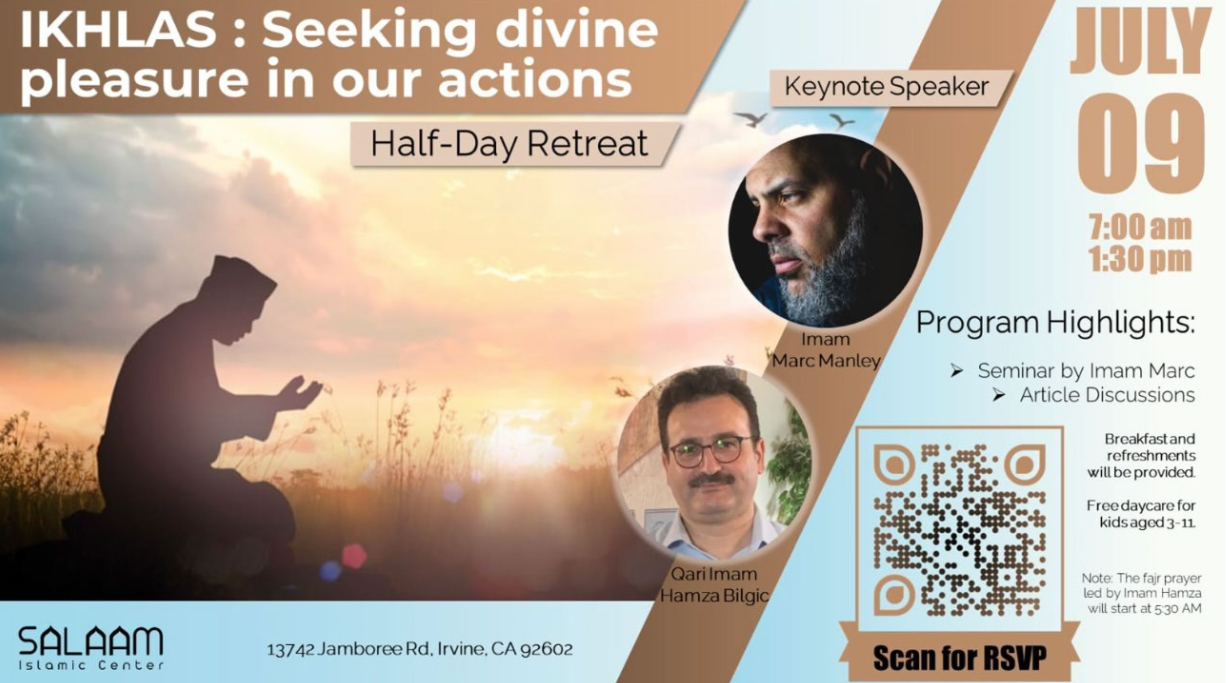 IKHLAS : Seeking divine
pleasure in our actions
Half-Day Retreat
Keynote Speaker
JULY
09
7:00 am
1:30 pm
Imam
Marc Manley
Program Highlights:
➢ Seminar by Imam Marc
➢ Article Discussions
Breakfast and
refreshments
will be provided.
Free daycare for
kids aged 3-11.
Qari Imam
Hamza Bilgic
Note: The fajr prayer
led by Imam Hamza
will start at 5:30 AM
SALAAM
Islamic Center
13742 Jamboree Rd, Irvine, CA 92602
Scan for RSVP